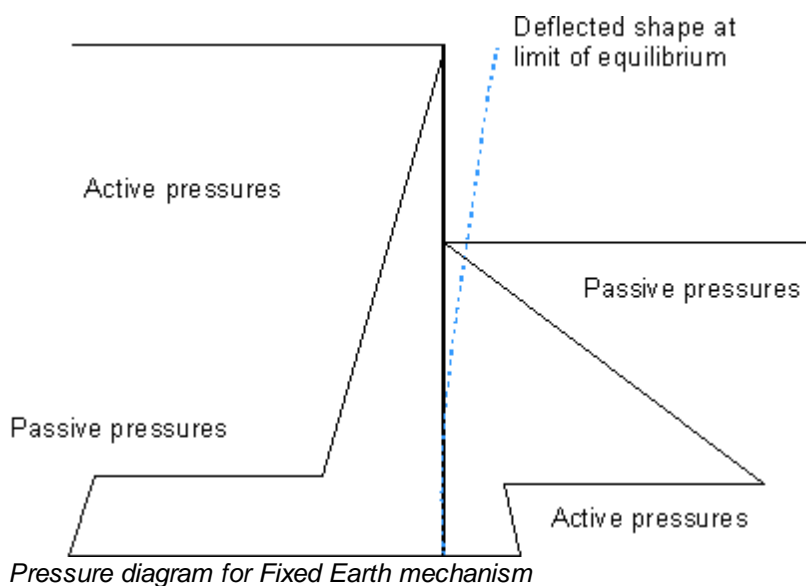 Deflected shape at
limit of equilibrium
Active pressures
Passive pressures
Passive pressures
Active pressures
Pressure diagram for Fixed Earth mechanism